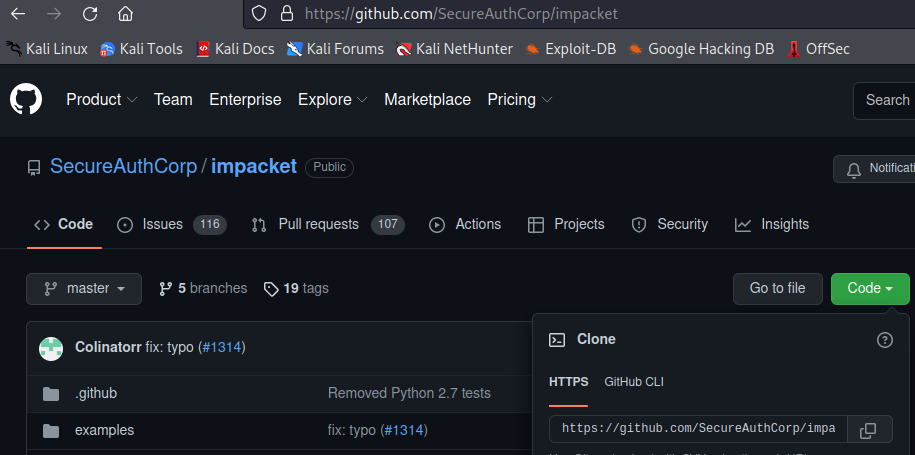 https://github.com/SecureAuthCorp/impacket
Kali Linux Kali Tools Kali Docs Kali Forums Kali NetHunter Exploit-DB Google Hacking DB OffSec
Product Team Enterprise Explore Marketplace Pricing Search
SecureAuthCorp / impacket Public
Notificati
Code Issues 116 Pull requests 107 Actions Projects Security Insights
master 5 branches 19 tags Go to file Code
Clone
Colinatorr fix: typo (#1314)
HTTPS GitHub CLI
.github Removed Python 2.7 tests
https://github.com/SecureAuthCorp/impa
examples fix: typo (#1314)